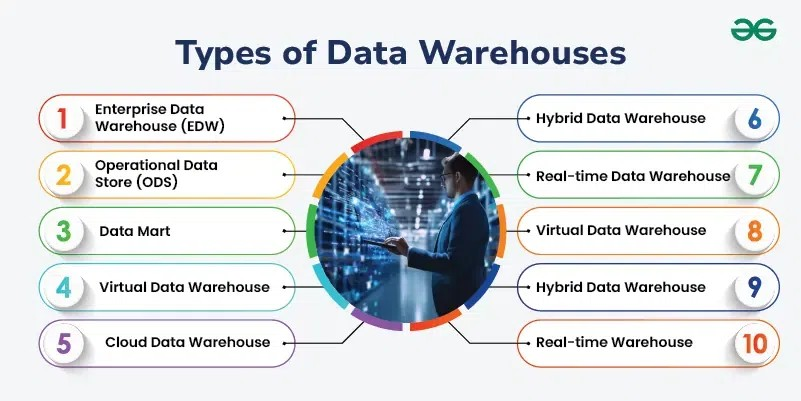 Types of Data Warehouses
1
Enterprise Data
Warehouse (EDW)
2
Operational Data
Store (ODS)
3
Data Mart
4
Virtual Data Warehouse
5
Cloud Data Warehouse
Hybrid Data Warehouse
6
Real-time Data Warehouse
7
Virtual Data Warehouse
8
Hybrid Data Warehouse
9
Real-time Warehouse
10